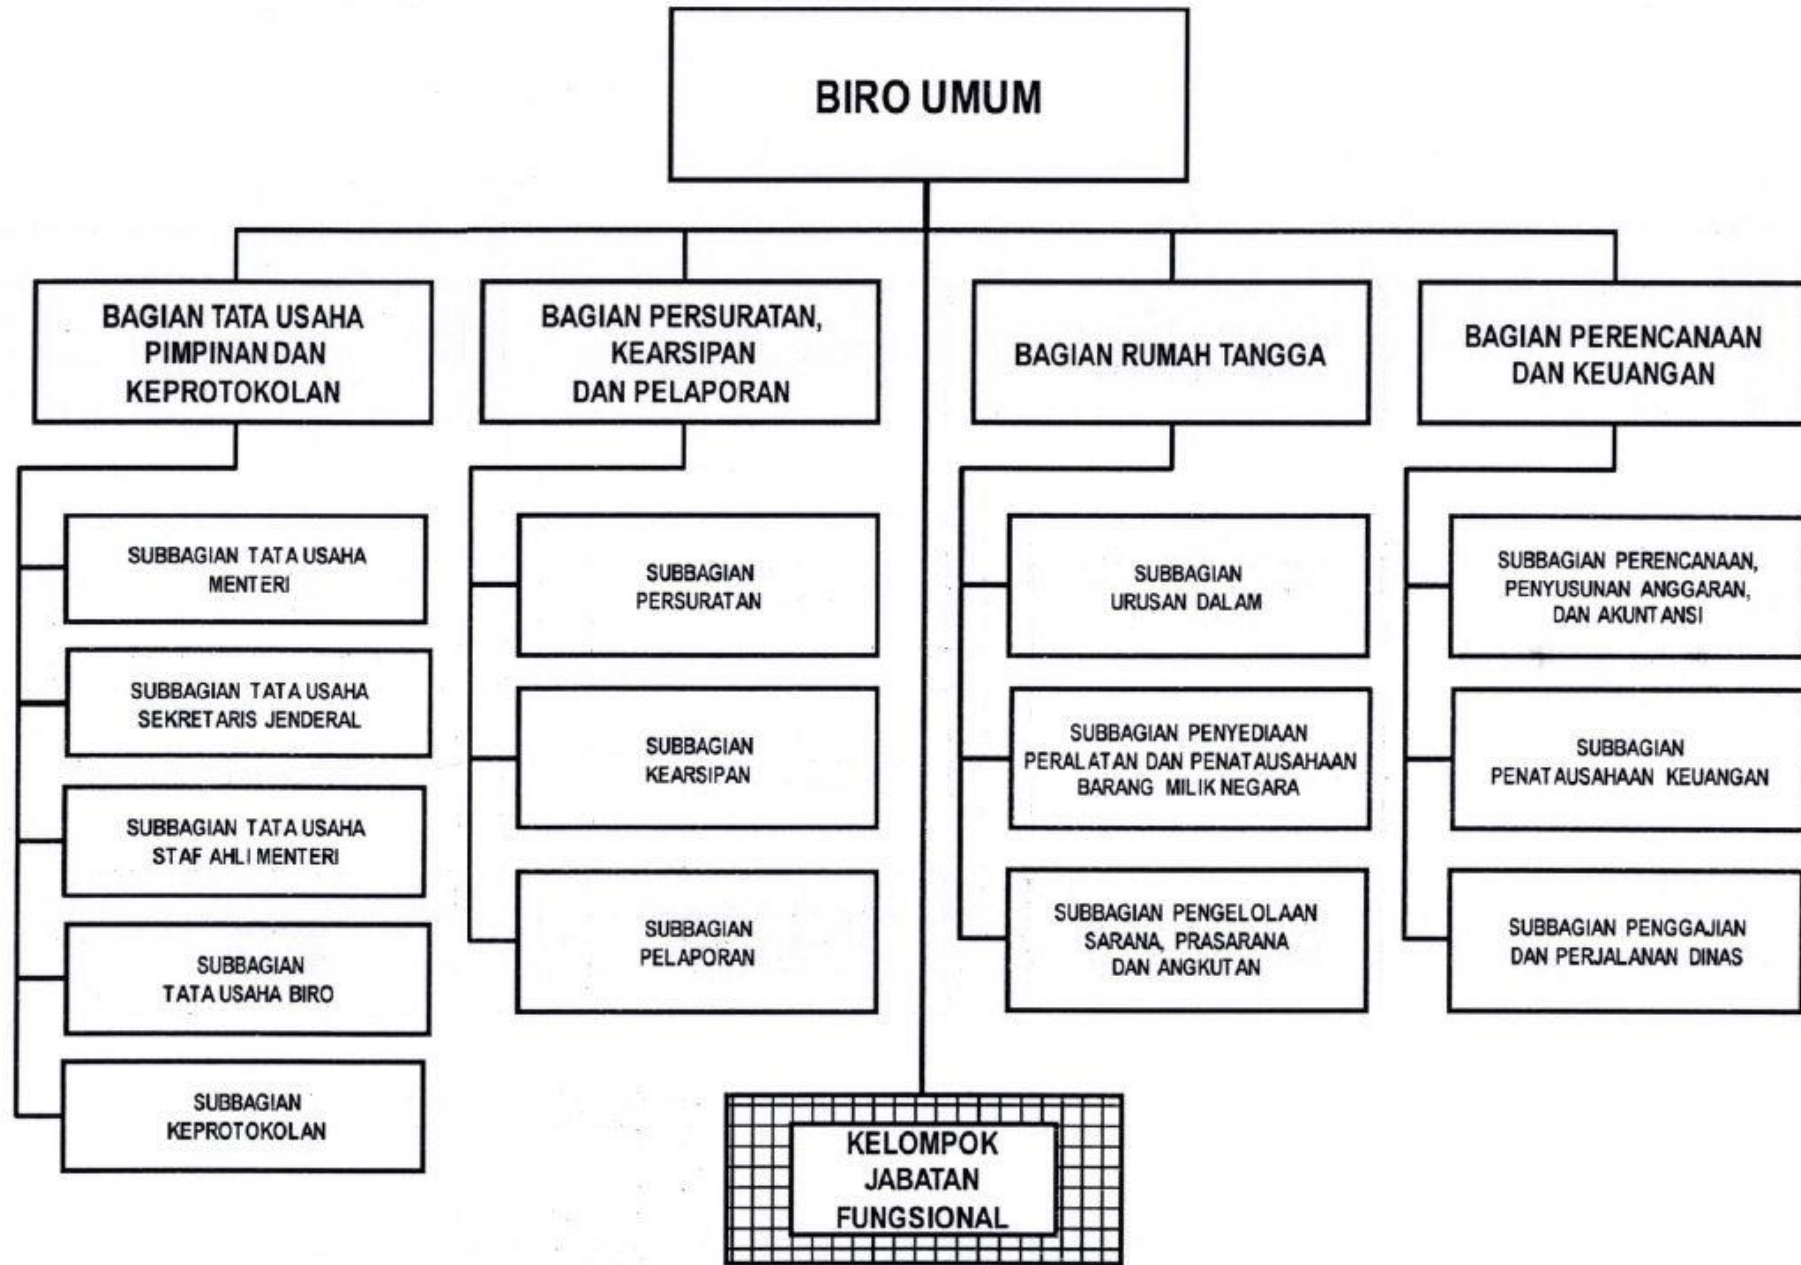 BIRO UMUM
BAGIAN TATA USAHA
PIMPINAN DAN
KEPROTOKOLAN
BAGIAN PERSURATAN,
KEARSIPAN
DAN PELAPORAN
BAGIAN RUMAH TANGGA
BAGIAN PERENCANAAN
DAN KEUANGAN
SUBBAGIAN TATA USAHA
MENTERI
SUBBAGIAN TATA USAHA
SEKRETARIS JENDERAL
SUBBAGIAN TATA USAHA
STAF AHLI MENTERI
SUBBAGIAN
TATA USAHA BIRO
SUBBAGIAN
KEPROTOKOLAN
SUBBAGIAN
PERSURATAN
SUBBAGIAN
KEARSIPAN
SUBBAGIAN
PELAPORAN
SUBBAGIAN
URUSAN DALAM
SUBBAGIAN PENYEDIAAN
PERALATAN DAN PENATAUSAHAAN
BARANG MILIK NEGARA
SUBBAGIAN PENGELOLAAN
SARANA, PRASARANA
DAN ANGKUTAN
SUBBAGIAN PERENCANAAN,
PENYUSUNAN ANGGARAN,
DAN AKUNTANSI
SUBBAGIAN
PENATAUSAHAAN KEUANGAN
SUBBAGIAN PENGGAJIAN
DAN PERJALANAN DINAS
KELOMPOK
JABATAN
FUNGSIONAL